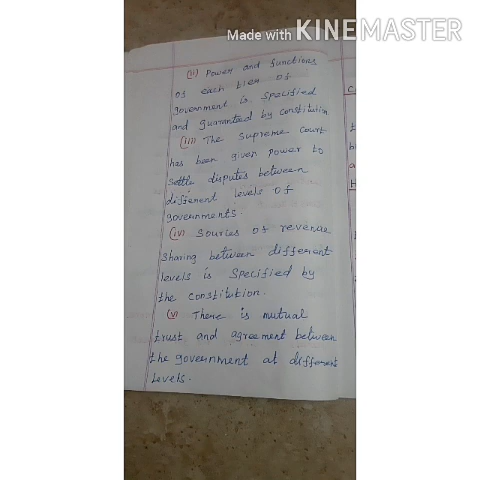 Made with KINEMASTER
(ii) Power and functions
of each tier of
government is specified
and guaranteed by constitution
(iii) The supreme court
has been given power to
settle disputes between
different levels of
governments.
(iv) Sources of revenue
sharing between different
levels is specified by
the constitution.
(v) There is mutual
trust and agreement between
the government at different
levels.